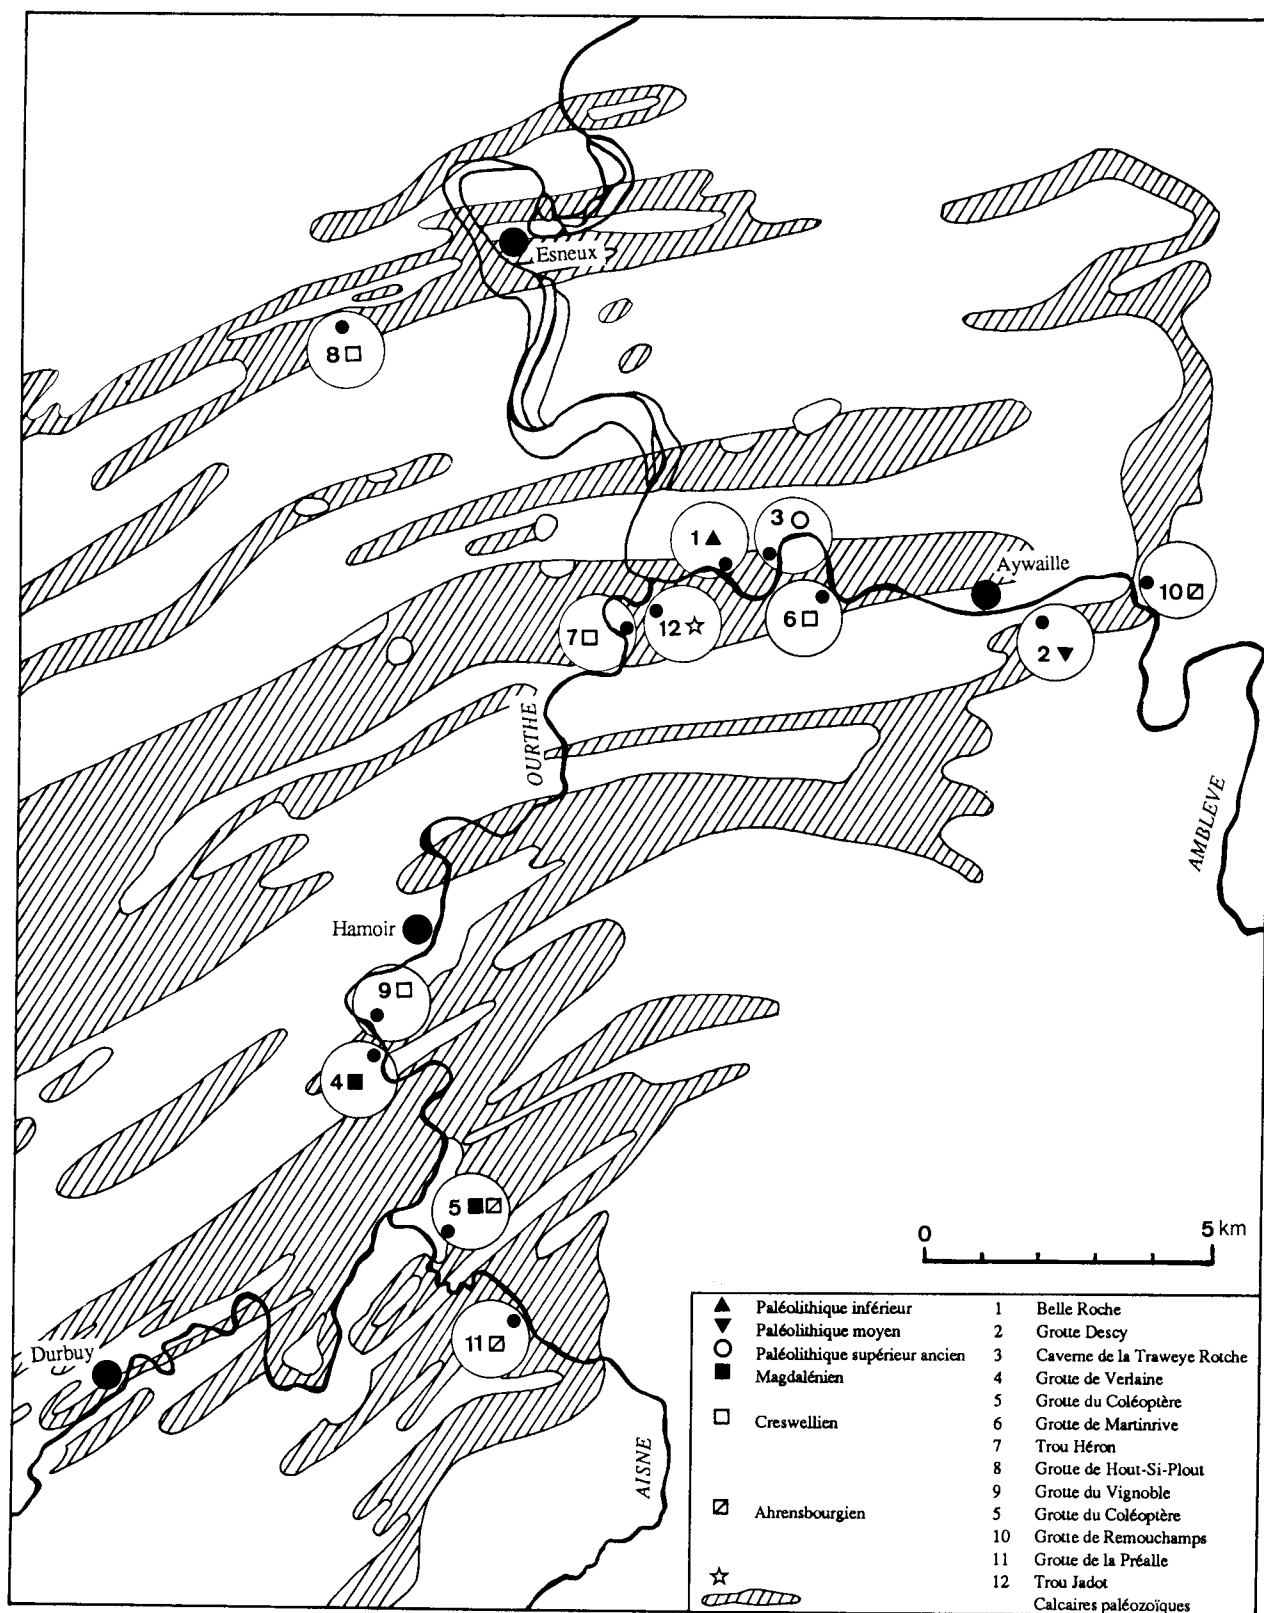 Esneux
8
3
1
Aywaille
10
7
12
6
2
OURTHE
AMBLEVE
Hamoir
9
4
5
0 5 km
11
Durbuy
AISNE
Paléolithique inférieur 1 Belle Roche
Paléolithique moyen 2 Grotte Descy
Paléolithique supérieur ancien 3 Caverne de la Traweye Rotche
Magdalénien 4 Grotte de Verlaine
5 Grotte du Coléoptère
Creswellien 6 Grotte de Martinrive
7 Trou Héron
8 Grotte de Hout-Si-Plout
9 Grotte du Vignoble
Ahrensbourgien 5 Grotte du Coléoptère
10 Grotte de Remouchamps
11 Grotte de la Préalle
12 Trou Jadot
Calcaires paléozoïques